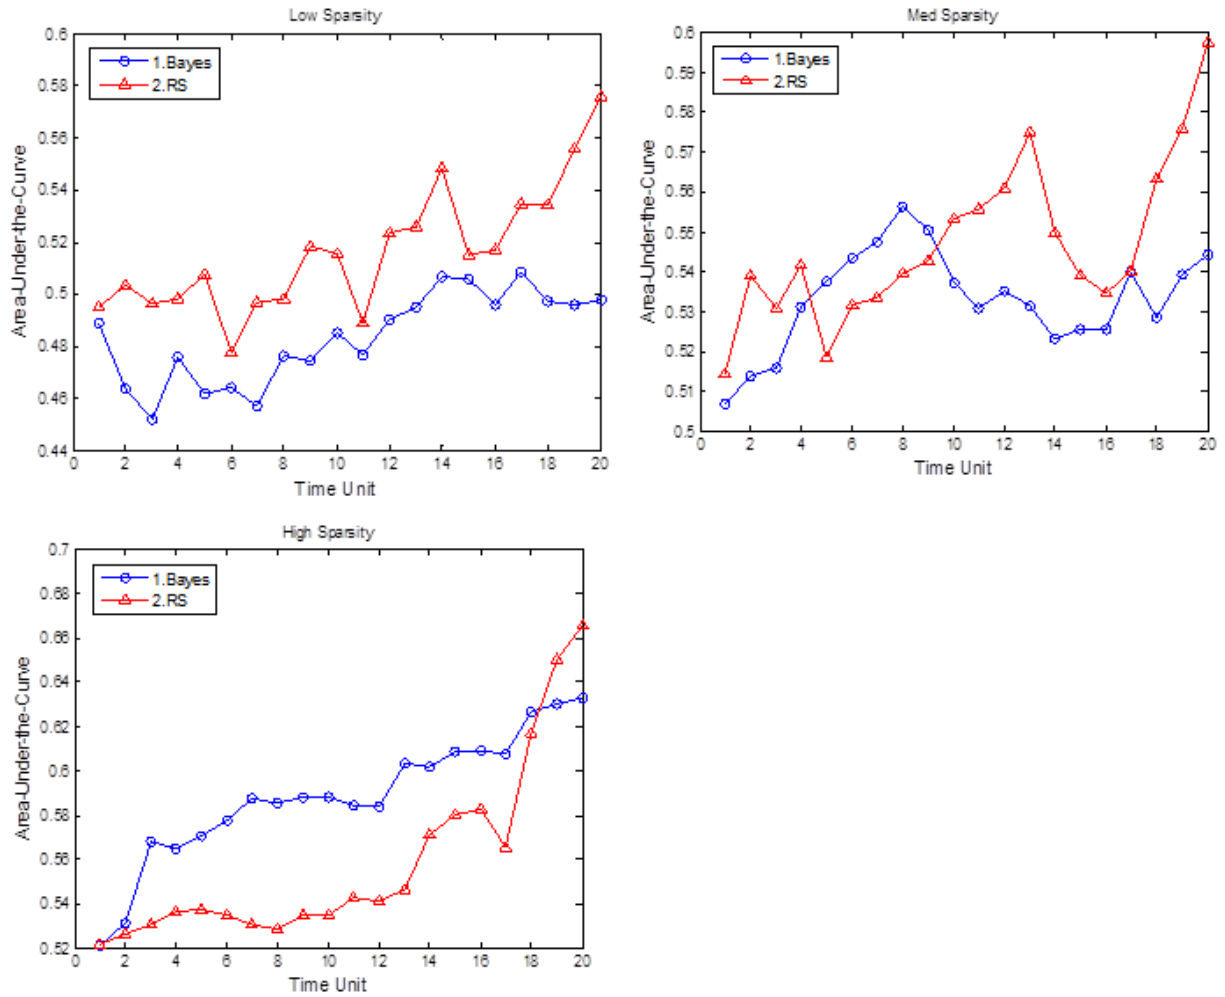 Low Sparsity
0.6
0.58
0.56
0.54
0.52
0.5
0.48
0.46
0.44
Area-Under-the-Curve
1.Bayes
2.RS
0 2 4 6 8 10 12 14 16 18 20
Time Unit
Med Sparsity
0.6
0.59
0.58
0.57
0.56
0.55
0.54
0.53
0.52
0.51
0.5
Area-Under-the-Curve
1.Bayes
2.RS
0 2 4 6 8 10 12 14 16 18 20
Time Unit
High Sparsity
0.7
0.68
0.66
0.64
0.62
0.6
0.58
0.56
0.54
0.52
Area-Under-the-Curve
1.Bayes
2.RS
0 2 4 6 8 10 12 14 16 18 20
Time Unit